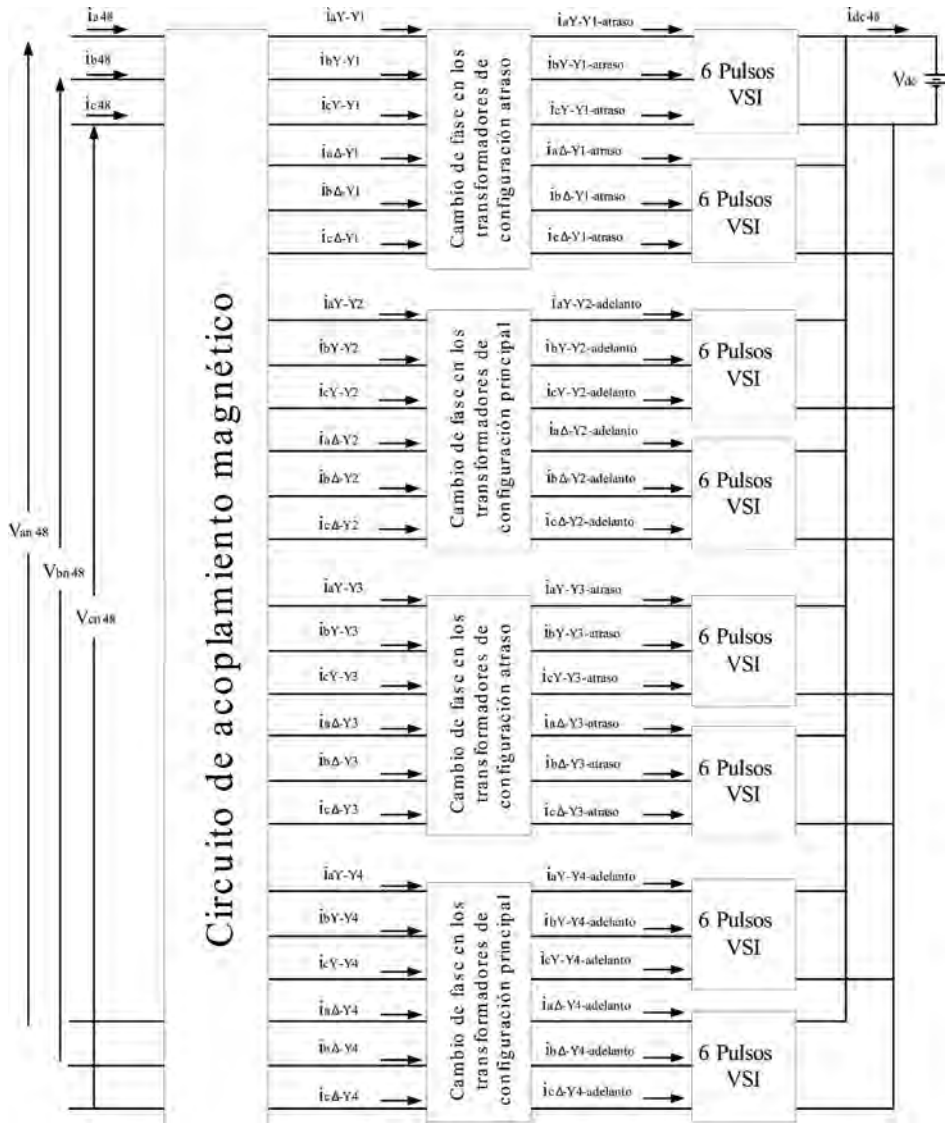 ia48
iaY-Y1
iaY-Y1-atraso
idc48
ib48
ibY-Y1
ibY-Y1-atraso
6 Pulsos
VSI
Vdc
ic48
icY-Y1
icY-Y1-atraso
Cambio de fase en los
transformadores de
configuración atraso
iaΔ-Y1
iaΔ-Y1-atraso
ibΔ-Y1
ibΔ-Y1-atraso
6 Pulsos
VSI
icΔ-Y1
icΔ-Y1-atraso
Circuito de acoplamiento magnético
iaY-Y2
iaY-Y2-adelanto
ibY-Y2
ibY-Y2-adelanto
6 Pulsos
VSI
icY-Y2
icY-Y2-adelanto
Cambio de fase en los
transformadores de
configuración principal
iaΔ-Y2
iaΔ-Y2-adelanto
ibΔ-Y2
ibΔ-Y2-adelanto
6 Pulsos
VSI
icΔ-Y2
icΔ-Y2-adelanto
Van 48
Vbn48
Vcn 48
iaY-Y3
iaY-Y3-atraso
ibY-Y3
ibY-Y3-atraso
6 Pulsos
VSI
icY-Y3
icY-Y3-atraso
Cambio de fase en los
transformadores de
configuración atraso
iaΔ-Y3
iaΔ-Y3-atraso
ibΔ-Y3
ibΔ-Y3-atraso
6 Pulsos
VSI
icΔ-Y3
icΔ-Y3-atraso
iaY-Y4
iaY-Y4-adelanto
ibY-Y4
ibY-Y4-adelanto
6 Pulsos
VSI
icY-Y4
icY-Y4-adelanto
Cambio de fase en los
transformadores de
configuración principal
iaΔ-Y4
iaΔ-Y4-adelanto
ibΔ-Y4
ibΔ-Y4-adelanto
6 Pulsos
VSI
icΔ-Y4
icΔ-Y4-adelanto